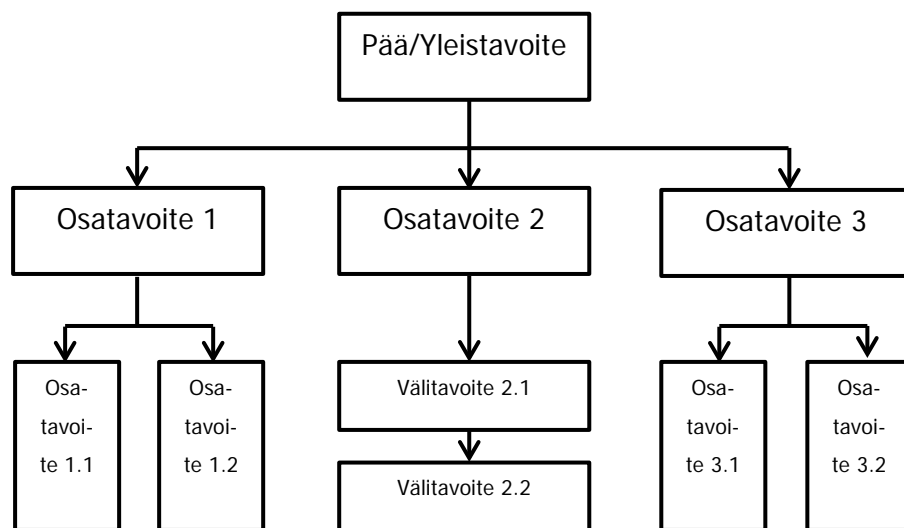 Pää/Yleistavoite
Osatavoite 1
Osatavoite 2
Osatavoite 3
Osa-
tavoi-
te 1.1
Osa-
tavoi-
te 1.2
Välitavoite 2.1
Välitavoite 2.2
Osa-
tavoi-
te 3.1
Osa-
tavoi-
te 3.2